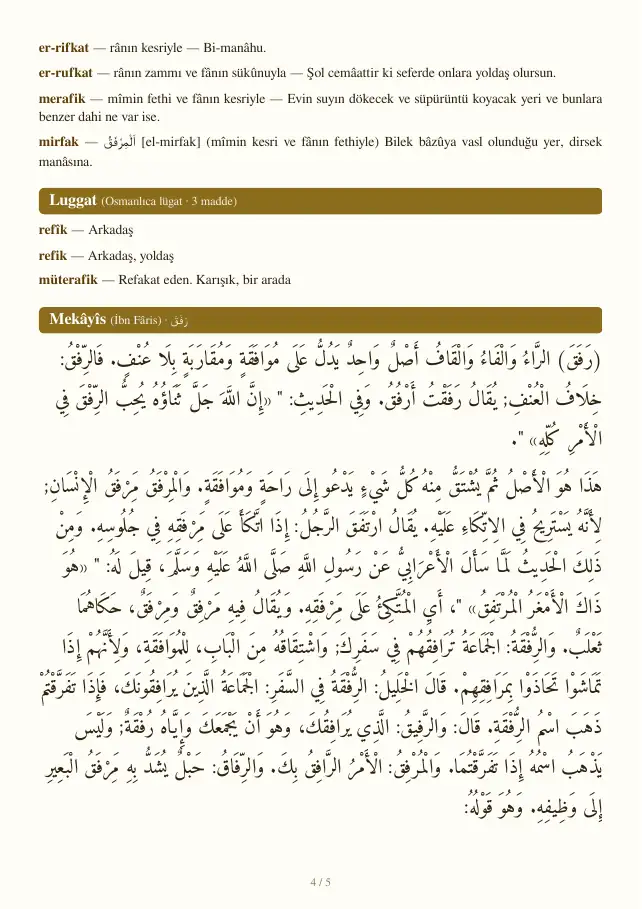 er-rifkat — rânın kesriyle — Bi-manâhu.
er-rufkat — rânın zammı ve fânın sükûnuyla — Şol cemâattir ki seferde onlara yoldaş olursun.
merafik — mîmin fethi ve fânın kesriyle — Evin suyın dökecek ve süpürüntü koyacak yeri ve bunlara
benzer dahi ne var ise.
mirfak — اَلْمِرْفَقُ [el-mirfak] (mîmin kesri ve fânın fethiyle) Bilek bâzûya vasl olunduğu yer, dirsek
manâsına.
Luggat (Osmanlıca lügat · 3 madde)
refîk — Arkadaş
refik — Arkadaş, yoldaş
müterafik — Refakat eden. Karışık, bir arada
Mekâyîs (İbn Fâris) · رَفَقَ
(رَفَقَ) الرَّاءُ وَالْفَاءُ وَالْقَافُ أَصْلٌ وَاحِدٌ يَدُلُّ عَلَى مُوَافَقَةٍ وَمُقَارَبَةٍ بِلَا عُنْفٍ. فَالرِّفْقُ:
خِلَافُ الْعُنْفِ; يُقَالُ رَفَقْتُ أَرْفُقُ. وَفِي الْحَدِيثِ: " «إِنَّ اللَّهَ جَلَّ ثَنَاؤُهُ يُحِبُّ الرِّفْقَ فِي
الْأَمْرِ كُلِّهِ» ".
هَذَا هُوَ الْأَصْلُ ثُمَّ يُشْتَقُّ مِنْهُ كُلُّ شَيْءٍ يَدْعُو إِلَى رَاحَةٍ وَمُوَافَقَةٍ. وَالْمِرْفَقُ مِرْفَقُ الْإِنْسَانِ;
لِأَنَّهُ يَسْتَرِيحُ فِي الِاتِّكَاءِ عَلَيْهِ. يُقَالُ ارْتَفَقَ الرَّجُلُ: إِذَا اتَّكَأَ عَلَى مِرْفَقِهِ فِي جُلُوسِهِ. وَمِنْ
ذَلِكَ الْحَدِيثُ لَمَّا سَأَلَ الْأَعْرَابِيُّ عَنْ رَسُولِ اللَّهِ صَلَّى اللَّهُ عَلَيْهِ وَسَلَّمَ، قِيلَ لَهُ: " «هُوَ
ذَاكَ الْأَمْغَرُ الْمُرْتَفِقُ» "، أَيِ الْمُتَّكِئُ عَلَى مِرْفَقِهِ. وَيُقَالُ فِيهِ مَرْفِقٌ وَمِرْفَقٌ، حَكَاهُمَا
ثَعْلَبٌ. وَالرُّفْقَةُ: الْجَمَاعَةُ تُرَافِقُهُمْ فِي سَفَرِكَ; وَاشْتِقَاقُهُ مِنَ الْبَابِ، لِلْمُوَافَقَةِ، وَلِأَنَّهُمْ إِذَا
تَمَاشَوْا تَحَاذَوْا بِمَرَافِقِهِمْ. قَالَ الْخَلِيلُ: الرُّفْقَةُ فِي السَّفَرِ: الْجَمَاعَةُ الَّذِينَ يُرَافِقُونَكَ، فَإِذَا تَفَرَّقْتُمْ
ذَهَبَ اسْمُ الرُّفْقَةِ. قَالَ: وَالرَّفِيقُ: الَّذِي يُرَافِقُكَ، وَهُوَ أَنْ يَجْمَعَكَ وَإِيَّاهُ رُفْقَةٌ; وَلَيْسَ
يَذْهَبُ اسْمُهُ إِذَا تَفَرَّقْتُمَا. وَالْمُرْفِقُ: الْأَمْرُ الرَّافِقُ بِكَ. وَالرِّفَاقُ: حَبْلٌ يُشَدُّ بِهِ مِرْفَقُ الْبَعِيرِ
إِلَى وَظِيفِهِ. وَهُوَ قَوْلُهُ:
4 / 5